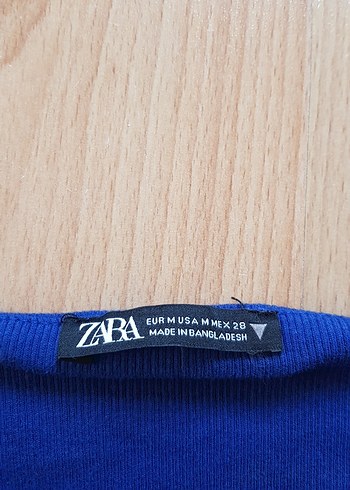 ZARA
EUR M USA M MEX 28
MADE IN BANGLADESH